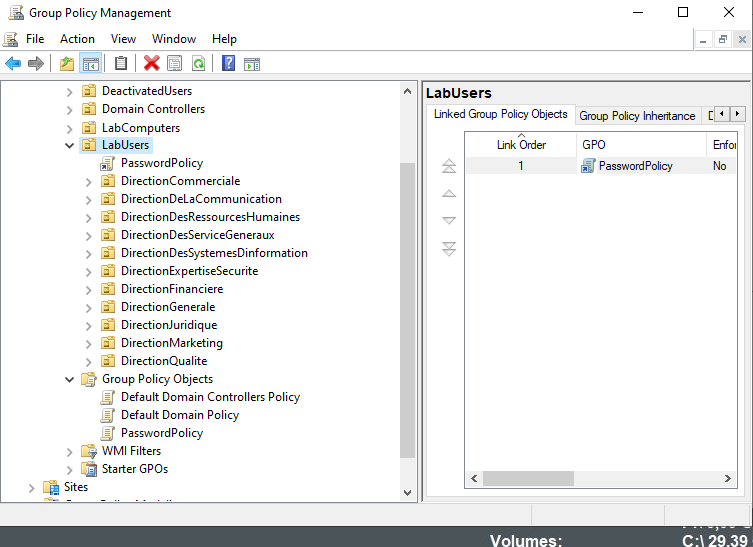 Group Policy Management
File Action View Window Help
DeactivatedUsers
Domain Controllers
LabComputers
LabUsers
PasswordPolicy
DirectionCommerciale
DirectionDeLaCommunication
DirectionDesRessourcesHumaines
DirectionDesServiceGeneraux
DirectionDesSystemesDinformation
DirectionExpertiseSecurite
DirectionFinanciere
DirectionGenerale
DirectionJuridique
DirectionMarketing
DirectionQualite
Group Policy Objects
Default Domain Controllers Policy
Default Domain Policy
PasswordPolicy
WMI Filters
Starter GPOs
Sites
LabUsers
Linked Group Policy Objects Group Policy Inheritance D
Link Order GPO Enfor
1 PasswordPolicy No
Volumes: C:\ 29,39